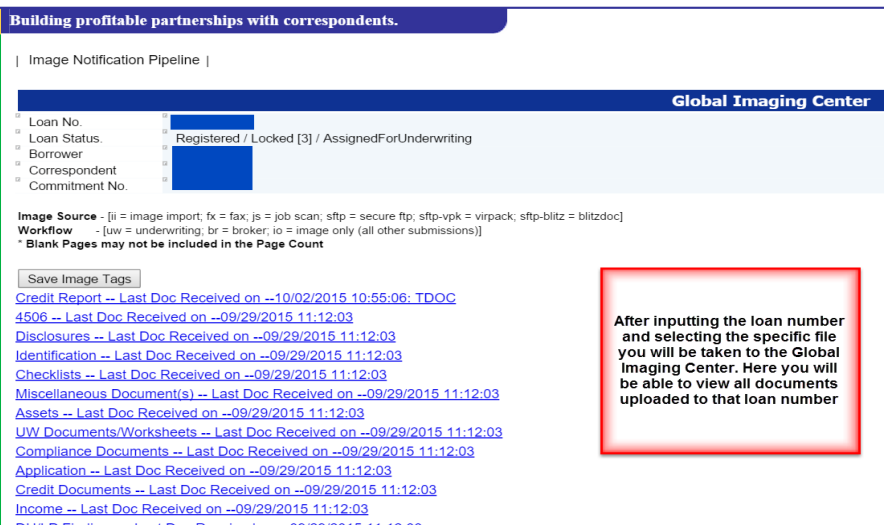 Building profitable partnerships with correspondents.
| Image Notification Pipeline |
Global Imaging Center
Loan No.
Loan Status. Registered / Locked [3] / AssignedForUnderwriting
Borrower
Correspondent
Commitment No.
Image Source - [ii = image import; fx = fax; js = job scan; sftp = secure ftp; sftp-vpk = virpack; sftp-blitz = blitzdoc]
Workflow - [uw = underwriting; br = broker; io = image only (all other submissions)]
* Blank Pages may not be included in the Page Count
Save Image Tags
Credit Report -- Last Doc Received on --10/02/2015 10:55:06: TDOC
4506 -- Last Doc Received on --09/29/2015 11:12:03
Disclosures -- Last Doc Received on --09/29/2015 11:12:03
Identification -- Last Doc Received on --09/29/2015 11:12:03
Checklists -- Last Doc Received on --09/29/2015 11:12:03
Miscellaneous Document(s) -- Last Doc Received on --09/29/2015 11:12:03
Assets -- Last Doc Received on --09/29/2015 11:12:03
UW Documents/Worksheets -- Last Doc Received on --09/29/2015 11:12:03
Compliance Documents -- Last Doc Received on --09/29/2015 11:12:03
Application -- Last Doc Received on --09/29/2015 11:12:03
Credit Documents -- Last Doc Received on --09/29/2015 11:12:03
Income -- Last Doc Received on --09/29/2015 11:12:03
After inputting the loan number
and selecting the specific file
you will be taken to the Global
Imaging Center. Here you will
be able to view all documents
uploaded to that loan number